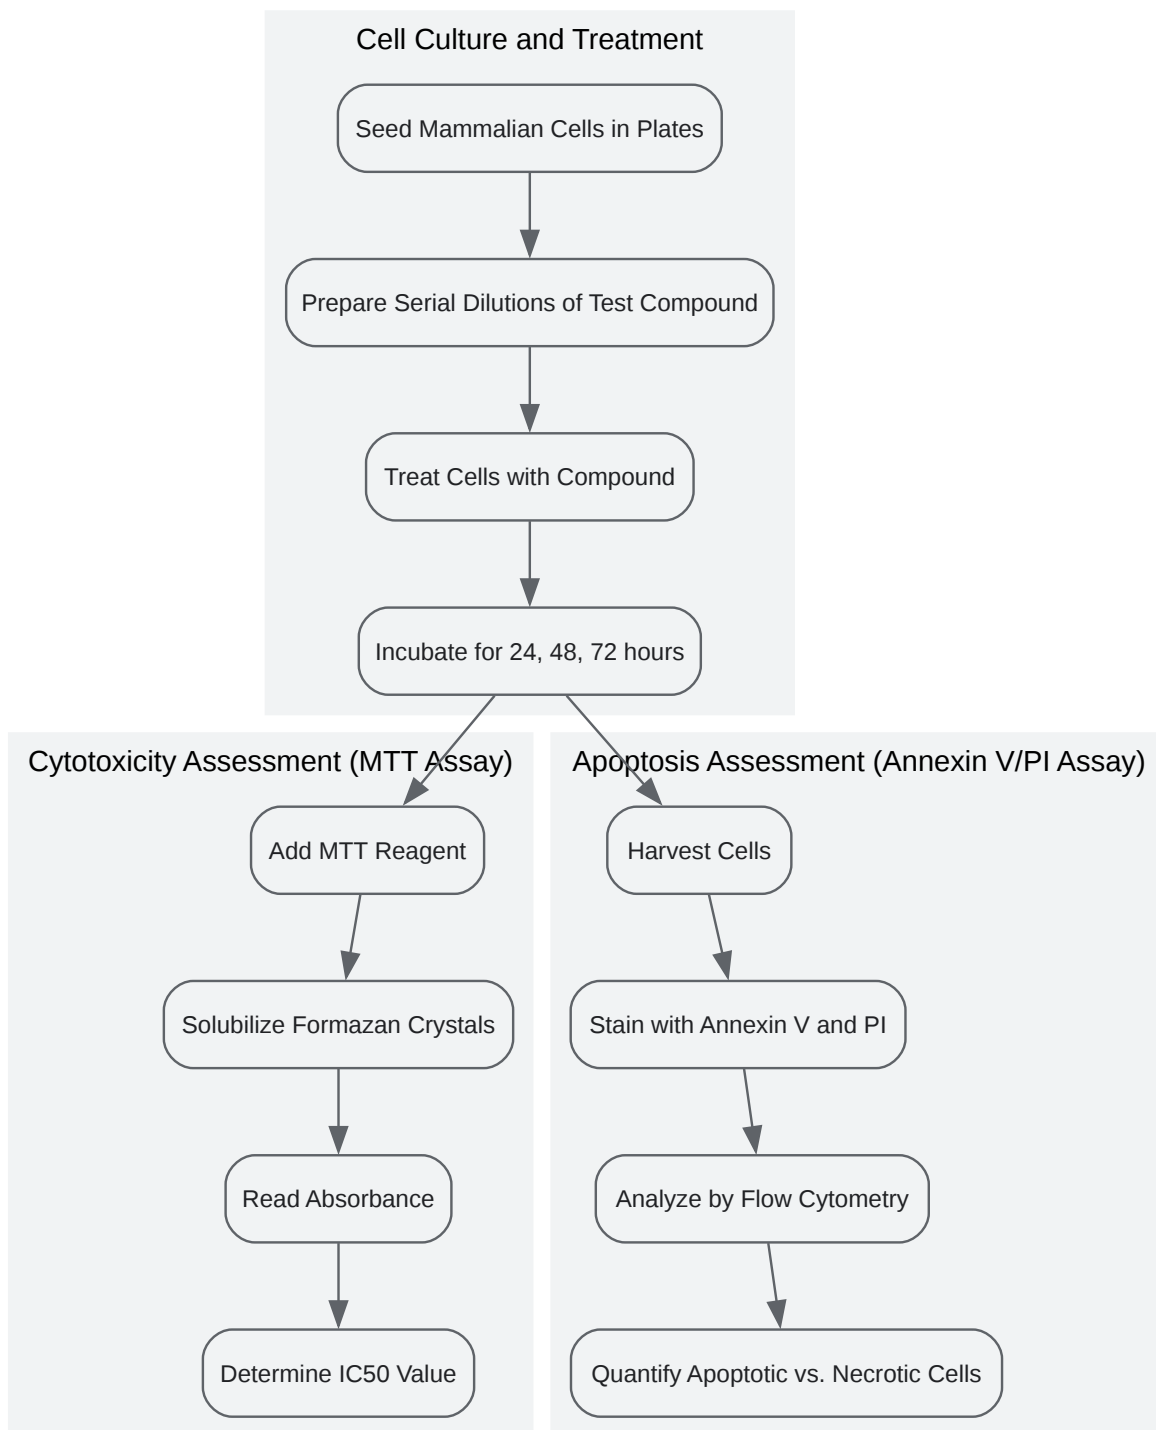 Cell Culture and Treatment
Seed Mammalian Cells in Plates
Prepare Serial Dilutions of Test Compound
Treat Cells with Compound
Incubate for 24, 48, 72 hours
Cytotoxicity Assessment (MTT Assay)
Add MTT Reagent
Solubilize Formazan Crystals
Read Absorbance
Determine IC50 Value
Apoptosis Assessment (Annexin V/PI Assay)
Harvest Cells
Stain with Annexin V and PI
Analyze by Flow Cytometry
Quantify Apoptotic vs. Necrotic Cells